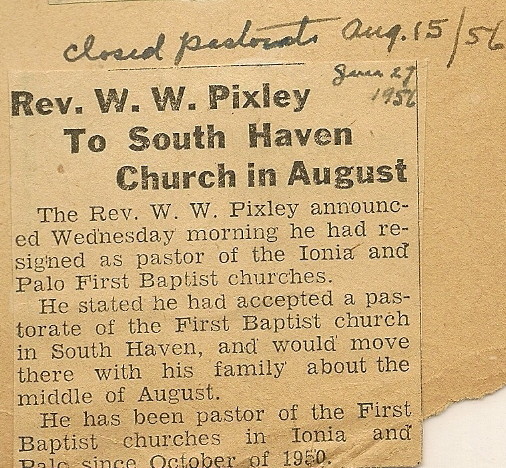 closed pastorate Aug. 15/56
June 27
1956
Rev. W. W. Pixley
To South Haven
Church in August
The Rev. W. W. Pixley announc-
ed Wednesday morning he had re-
signed as pastor of the Ionia and
Palo First Baptist churches.
He stated he had accepted a pas-
torate of the First Baptist church
in South Haven, and would move
there with his family about the
middle of August.
He has been pastor of the First
Baptist churches in Ionia and
Palo since October of 1950.